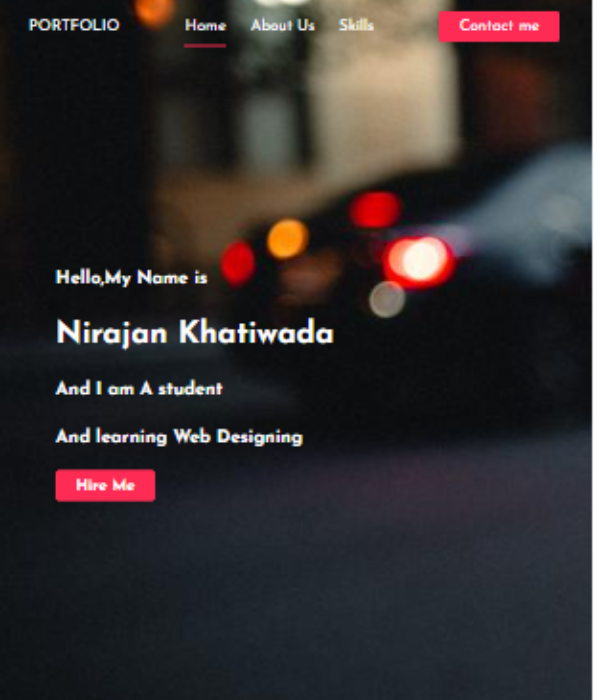 PORTFOLIO Home About Us Skills Contact me
Hello,My Name is
Nirajan Khatiwada
And I am A student
And learning Web Designing
Hire Me